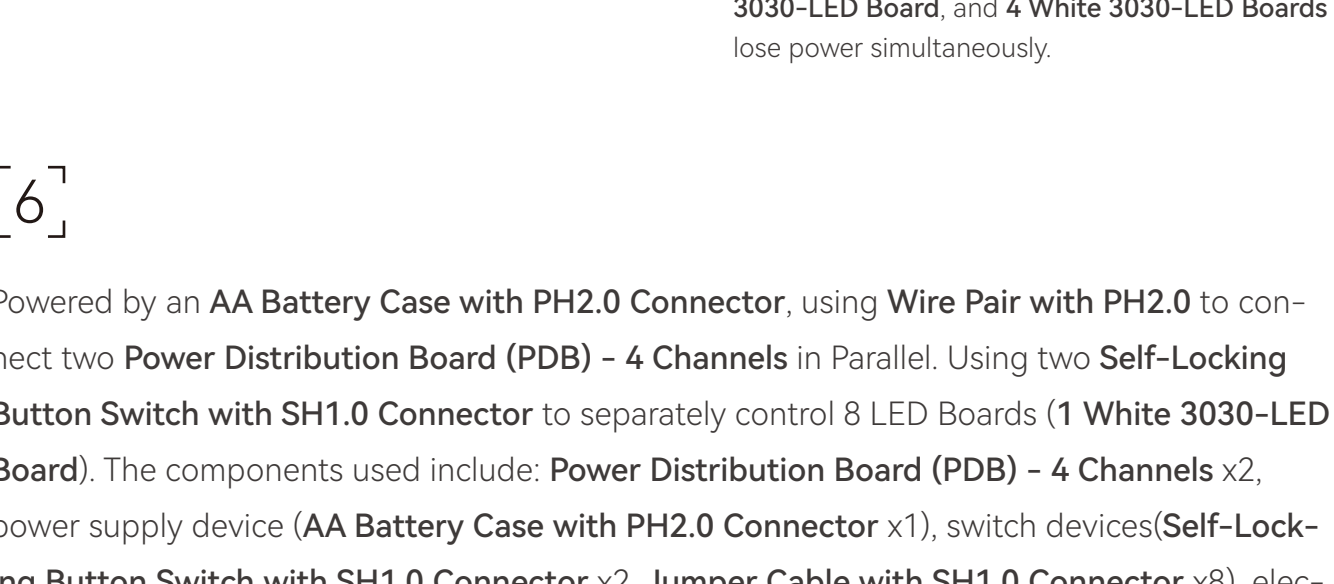 3030-LED Board, and 4 White 3030-LED Boards
lose power simultaneously.
6
Powered by an AA Battery Case with PH2.0 Connector, using Wire Pair with PH2.0 to con-
nect two Power Distribution Board (PDB) - 4 Channels in Parallel. Using two Self-Locking
Button Switch with SH1.0 Connector to separately control 8 LED Boards (1 White 3030-LED
Board). The components used include: Power Distribution Board (PDB) - 4 Channels x2,
power supply device (AA Battery Case with PH2.0 Connector x1), switch devices(Self-Lock-
ing Button Switch with SH1.0 Connector x2, Jumper Cable with SH1.0 Connector x8), elec-